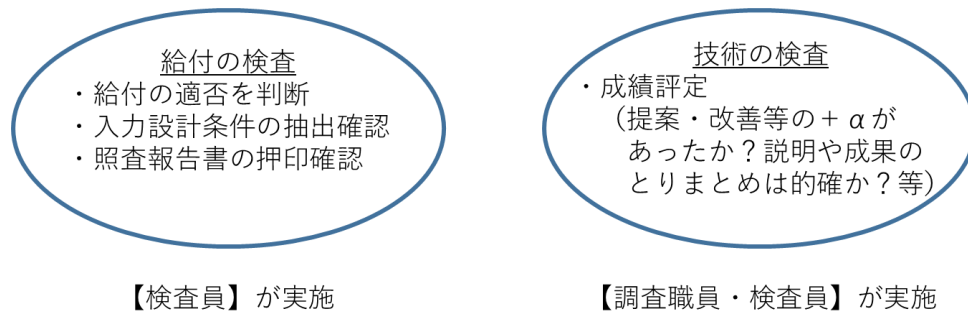 給付の検査
・給付の適否を判断
・入力設計条件の抽出確認
・照査報告書の押印確認
【検査員】が実施
技術の検査
・成績評定
(提案・改善等の+αが
あったか?説明や成果の
とりまとめは的確か?等)
【調査職員・検査員】が実施